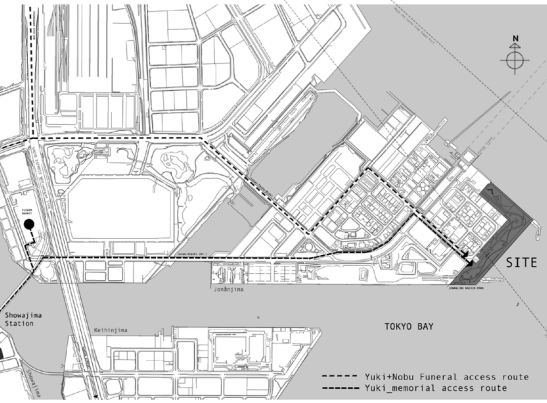 N
SITE
Jonanjima
Showajima
Station
Keihinjima
TOKYO BAY
Yuki+Nobu Funeral access route
Yuki_memorial access route